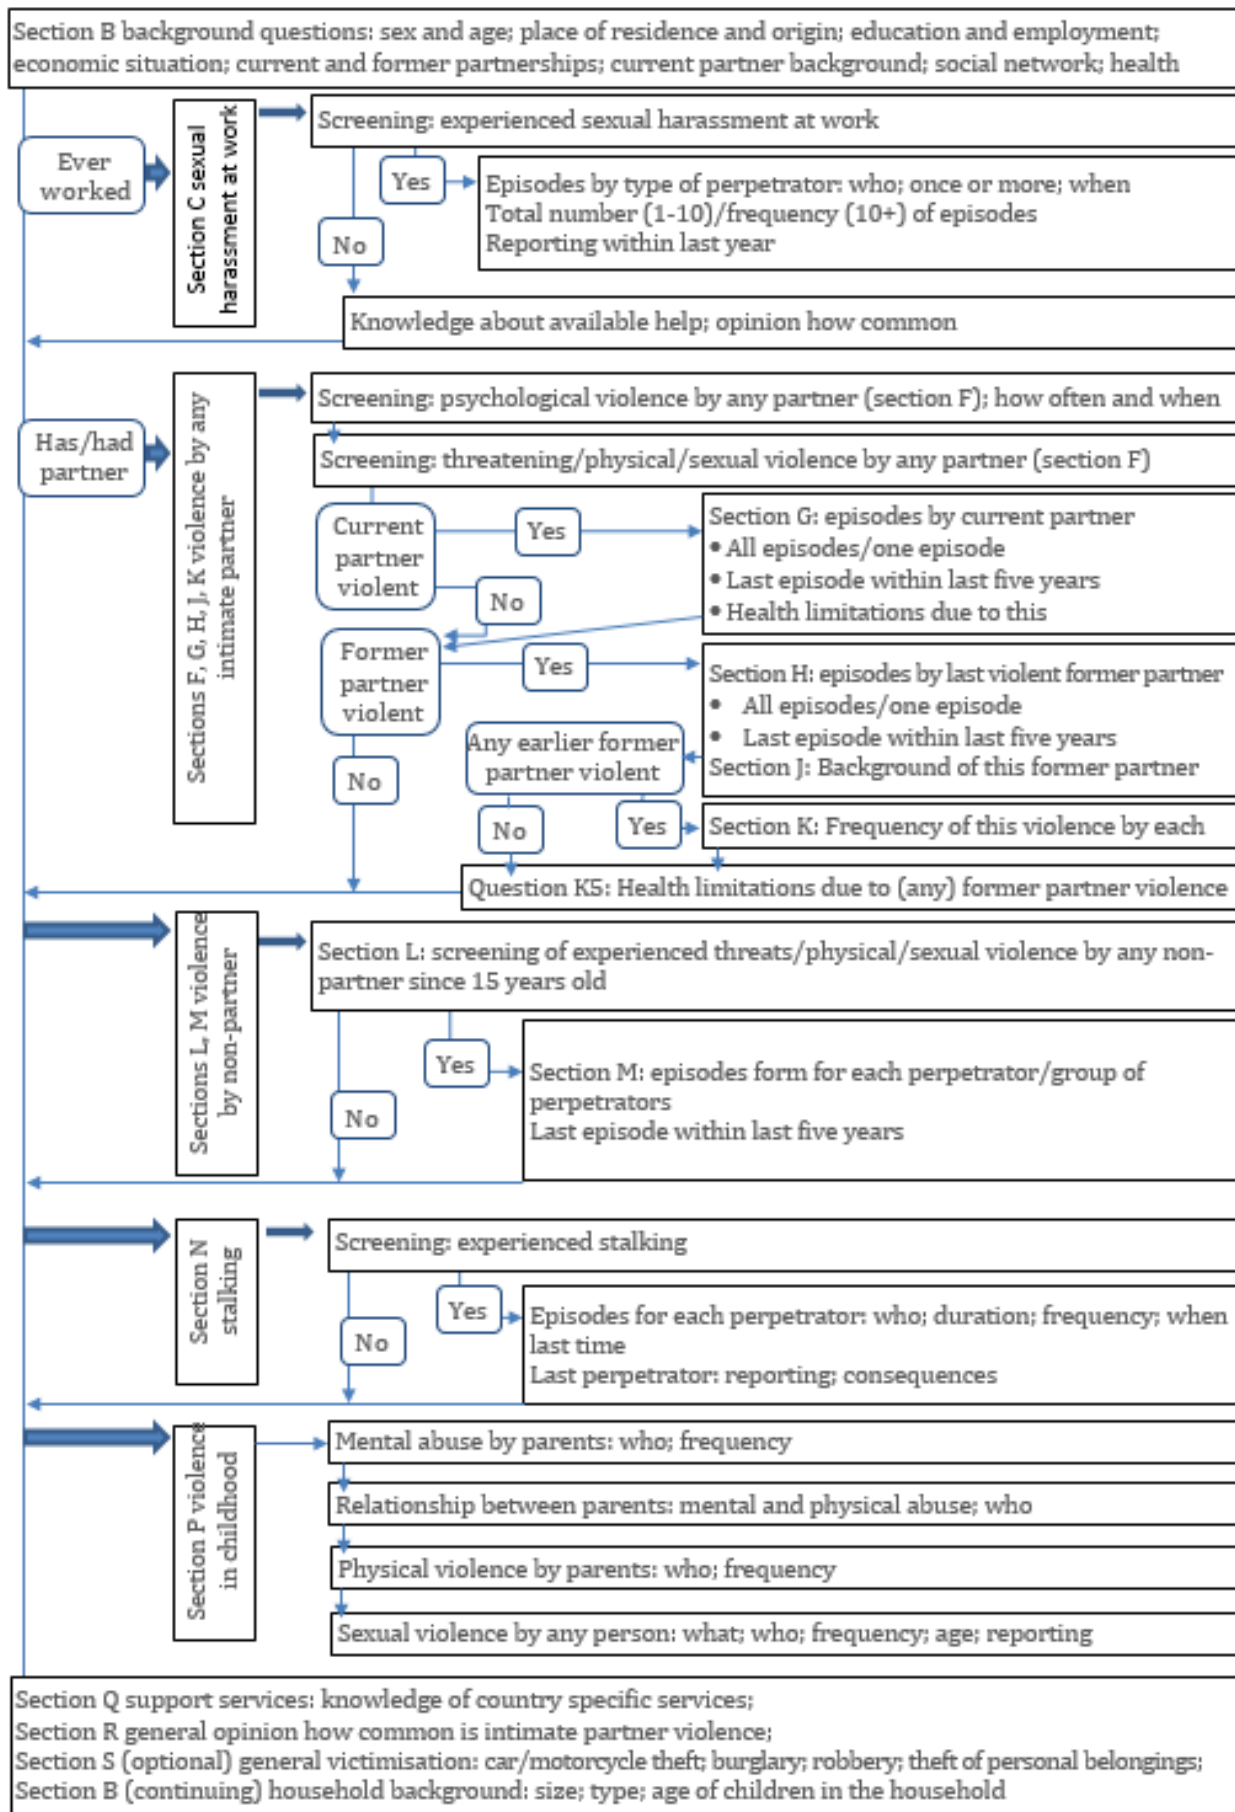 Section B background questions: sex and age; place of residence and origin; education and employment;
economic situation; current and former partnerships; current partner background; social network; health
Ever
worked
Section C sexual
harassment at work
Screening: experienced sexual harassment at work
Yes
Episodes by type of perpetrator: who; once or more; when
Total number (1-10)/frequency (10+) of episodes
Reporting within last year
No
Knowledge about available help; opinion how common
Has/had
partner
Sections F, G, H, J, K violence by any
intimate partner
Screening: psychological violence by any partner (section F); how often and when
Screening: threatening/physical/sexual violence by any partner (section F)
Current
partner
violent
Yes
No
Section G: episodes by current partner
• All episodes/one episode
• Last episode within last five years
• Health limitations due to this
Former
partner
violent
Yes
No
Section H: episodes by last violent former partner
• All episodes/one episode
• Last episode within last five years
Section J: Background of this former partner
Any earlier former
partner violent
No
Yes
Section K: Frequency of this violence by each
Question K5: Health limitations due to (any) former partner violence
Sections L, M violence
by non-partner
Section L: screening of experienced threats/physical/sexual violence by any non-
partner since 15 years old
Yes
No
Section M: episodes form for each perpetrator/group of
perpetrators
Last episode within last five years
Section N
stalking
Screening: experienced stalking
Yes
No
Episodes for each perpetrator: who; duration; frequency; when
last time
Last perpetrator: reporting; consequences
Section P violence
in childhood
Mental abuse by parents: who; frequency
Relationship between parents: mental and physical abuse; who
Physical violence by parents: who; frequency
Sexual violence by any person: what; who; frequency; age; reporting
Section Q support services: knowledge of country specific services;
Section R general opinion how common is intimate partner violence;
Section S (optional) general victimisation: car/motorcycle theft; burglary; robbery; theft of personal belongings;
Section B (continuing) household background: size; type; age of children in the household